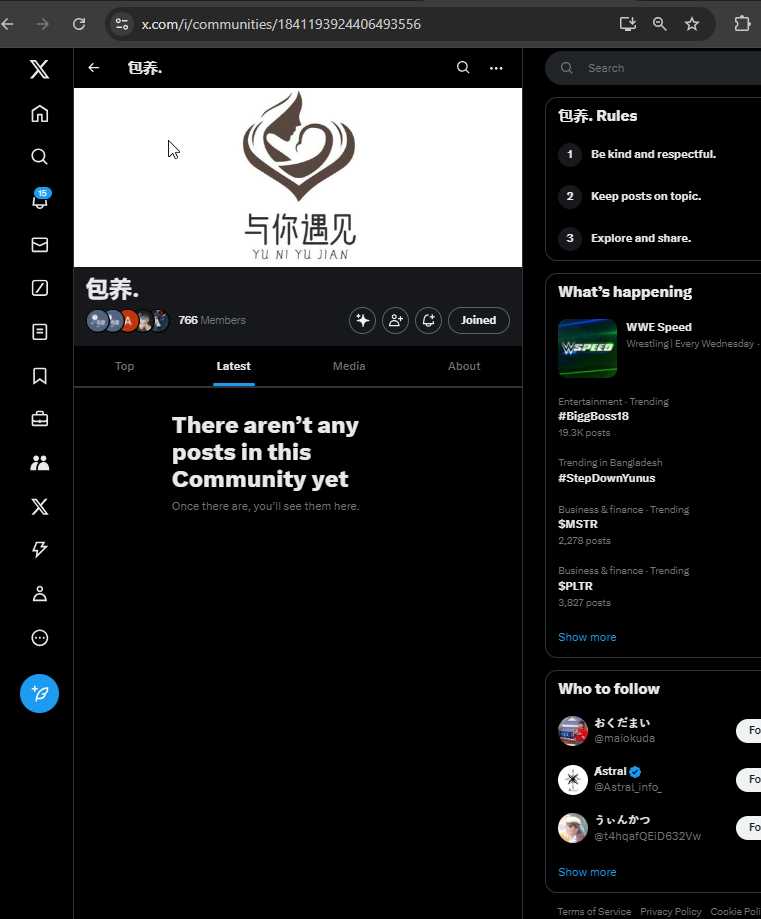 x.com/i/communities/1841193924406493556
包养.
Search
与你遇见
YU NI YU JIAN
包养.
A
766 Members
Joined
Top
Latest
Media
About
There aren't any
posts in this
Community yet
Once there are, you'll see them here.
15
包养. Rules
1 Be kind and respectful.
2 Keep posts on topic.
3 Explore and share.
What's happening
WWE Speed
Wrestling | Every Wednesday ·
SPEED
Entertainment · Trending
#BiggBoss18
19.3K posts
Trending in Bangladesh
#StepDownYunus
Business & finance · Trending
$MSTR
2,278 posts
Business & finance · Trending
$PLTR
3,827 posts
Show more
Who to follow
おくだまい
@maiokuda
Fo
Astral
@Astral_info_
Fo
うぃんかつ
@t4hqafQEiD632Vw
Fo
Show more
Terms of Service Privacy Policy Cookie Poli